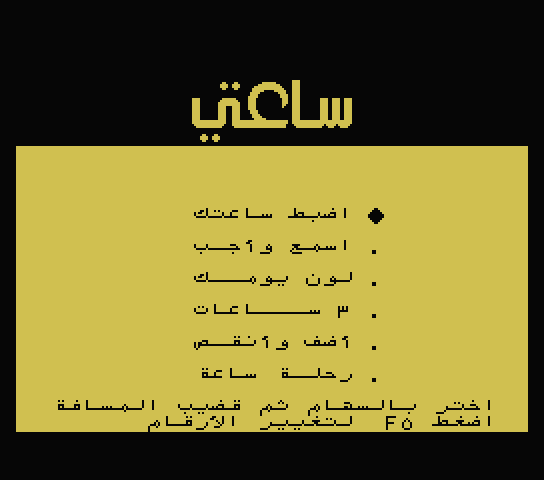 ساعتي
اضبط ساعتك
اسمع وأجب
لون يومك
٣ ساعات
أضف وأنقص
رحلة ساعة
اختر بالسهام ثم قضيب المسافة
اضغط F٥ لتغيير الأرقام